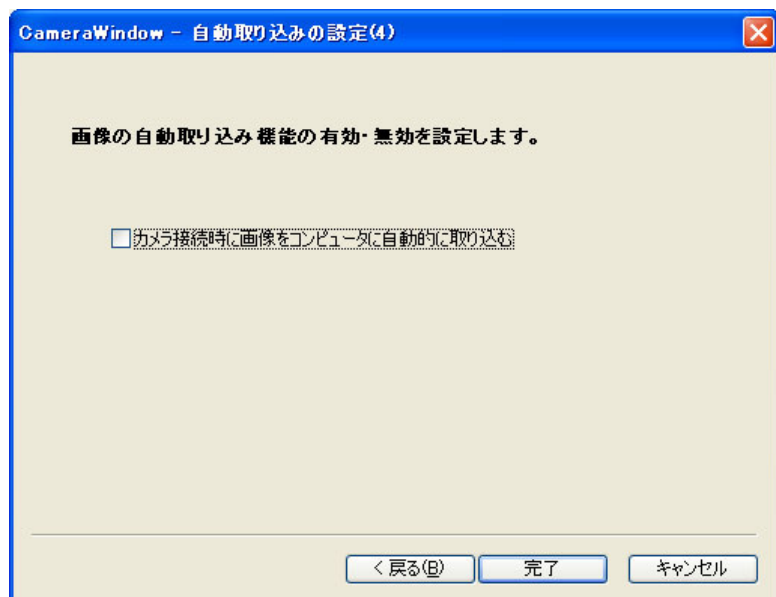 CameraWindow - 自動取り込みの設定(4)
画像の自動取り込み機能の有効・無効を設定します。
カメラ接続時に画像をコンピュータに自動的に取り込む
< 戻る(B) 完了 キャンセル